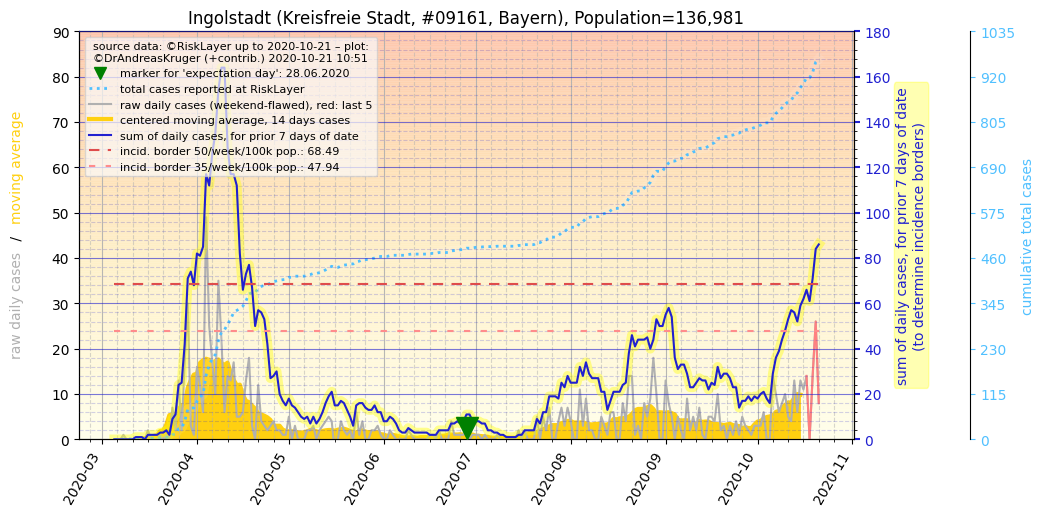 Ingolstadt (Kreisfreie Stadt, #09161, Bayern), Population=136,981
source data: ©RiskLayer up to 2020-10-21 – plot:
©DrAndreasKruger (+contrib.) 2020-10-21 10:51
marker for 'expectation day': 28.06.2020
total cases reported at RiskLayer
raw daily cases (weekend-flawed), red: last 5
centered moving average, 14 days cases
sum of daily cases, for prior 7 days of date
incid. border 50/week/100k pop.: 68.49
incid. border 35/week/100k pop.: 47.94
raw daily cases / moving average
90
80
70
60
50
40
30
20
10
0
2020-03
2020-04
2020-05
2020-06
2020-07
2020-08
2020-09
2020-10
2020-11
180
160
140
120
100
80
60
40
20
0
sum of daily cases, for prior 7 days of date
(to determine incidence borders)
1035
920
805
690
575
460
345
230
115
0
cumulative total cases